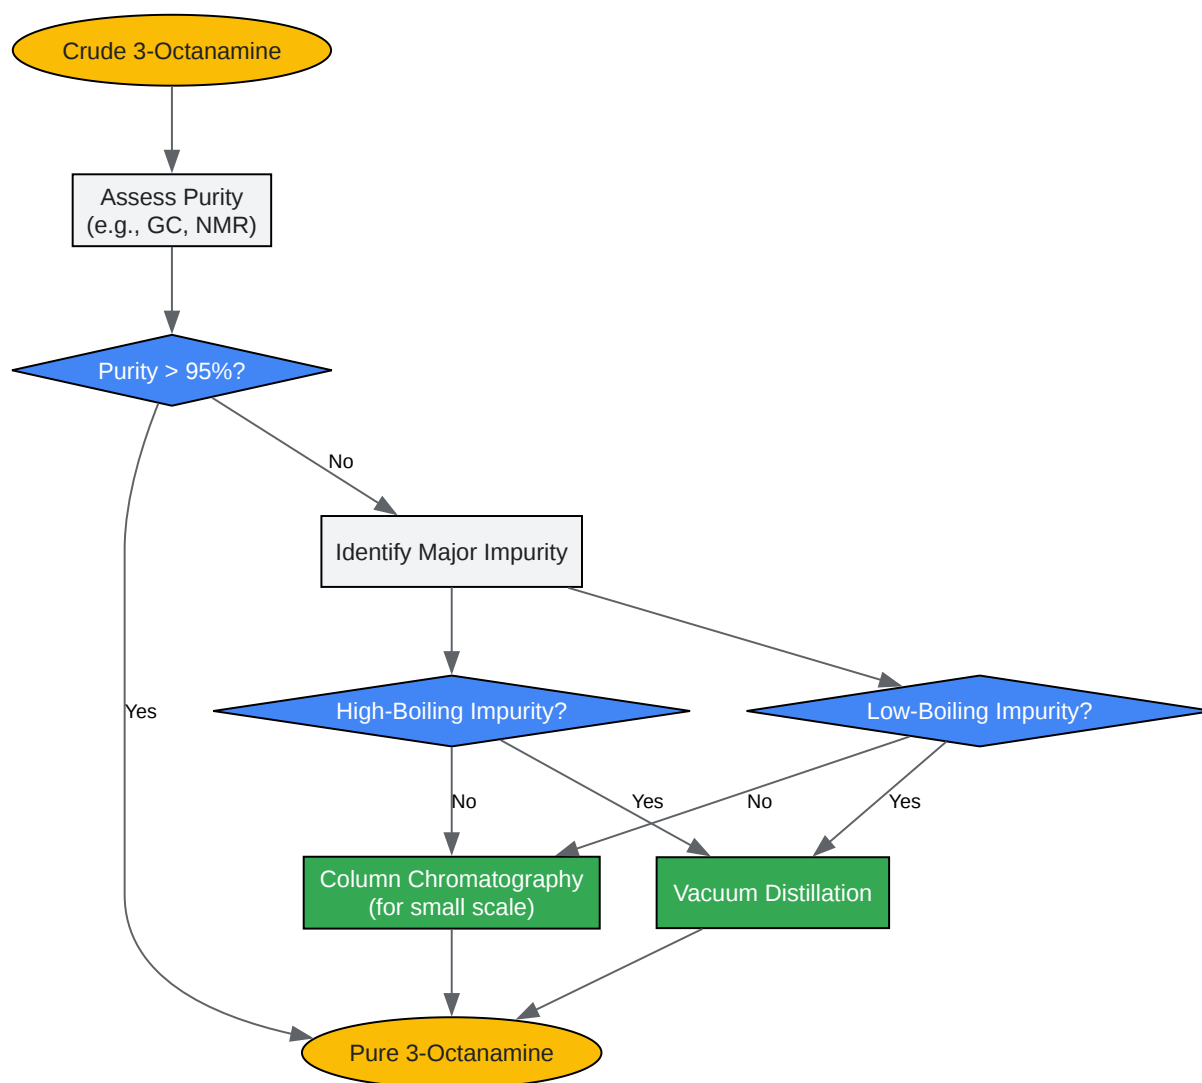 Crude 3-Octanamine
Assess Purity
(e.g., GC, NMR)
Purity > 95%?
No
Identify Major Impurity
Yes
High-Boiling Impurity?
Low-Boiling Impurity?
No
Yes
No
Yes
Column Chromatography
(for small scale)
Vacuum Distillation
Pure 3-Octanamine